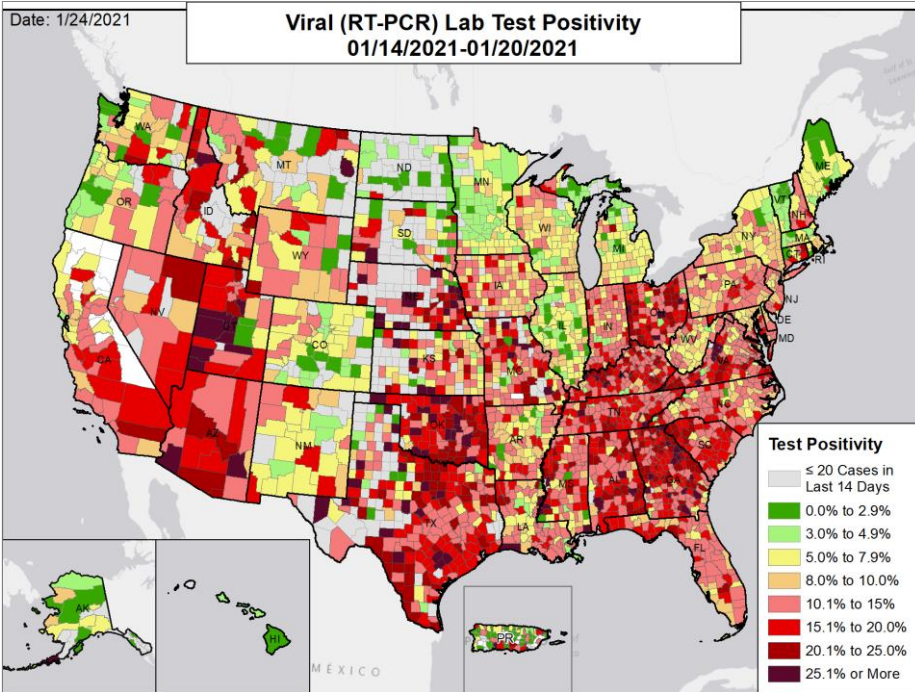 Date: 1/24/2021
Viral (RT-PCR) Lab Test Positivity
01/14/2021-01/20/2021
WA
MT
ND
MN
ME
OR
ID
SD
WI
MI
VT
NH
NY
MA
CT
RI
WY
IA
NE
PA
NJ
NV
UT
CO
IL
IN
OH
DE
MD
WV
VA
CA
KS
MO
KY
AZ
NM
OK
AR
TN
NC
SC
MS
AL
GA
TX
LA
FL
AK
HI
PR
MÉXICO
Test Positivity
≤ 20 Cases in
Last 14 Days
0.0% to 2.9%
3.0% to 4.9%
5.0% to 7.9%
8.0% to 10.0%
10.1% to 15%
15.1% to 20.0%
20.1% to 25.0%
25.1% or More